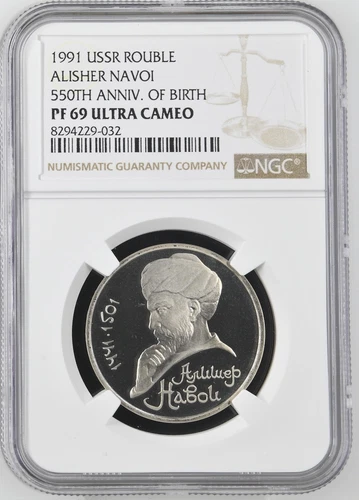 1991 USSR ROUBLE
ALISHER NAVOI
550TH ANNIV. OF BIRTH
PF 69 ULTRA CAMEO
8294229-032
NUMISMATIC GUARANTY COMPANY NGC
1441·1501
Алишер
Навои